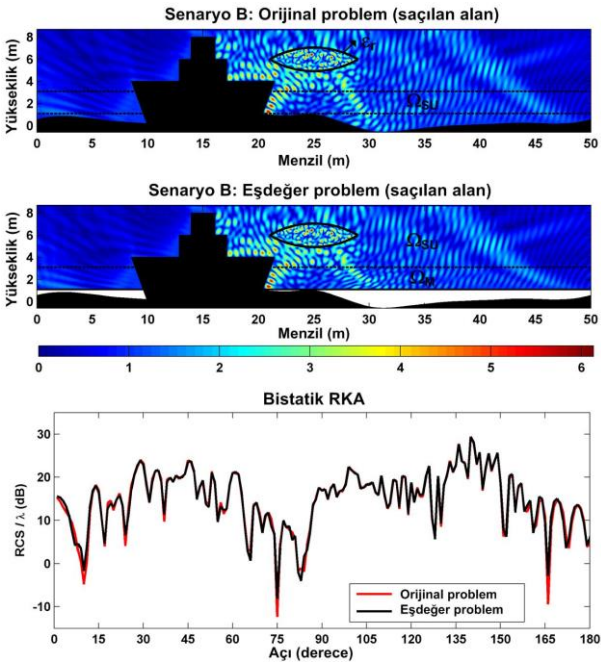 Senaryo B: Orijinal problem (saçılan alan)
Yükseklik (m)
8
6
4
2
0
εr
ΩSU
0 5 10 15 20 25 30 35 40 45 50
Menzil (m)
Senaryo B: Eşdeğer problem (saçılan alan)
Yükseklik (m)
8
6
4
2
0
ΩSU
0 5 10 15 20 25 30 35 40 45 50
Menzil (m)
0 1 2 3 4 5 6
Bistatik RKA
RCS / λ (dB)
30
20
10
0
-10
Orijinal problem
Eşdeğer problem
0 15 30 45 60 75 90 105 120 135 150 165 180
Açı (derece)